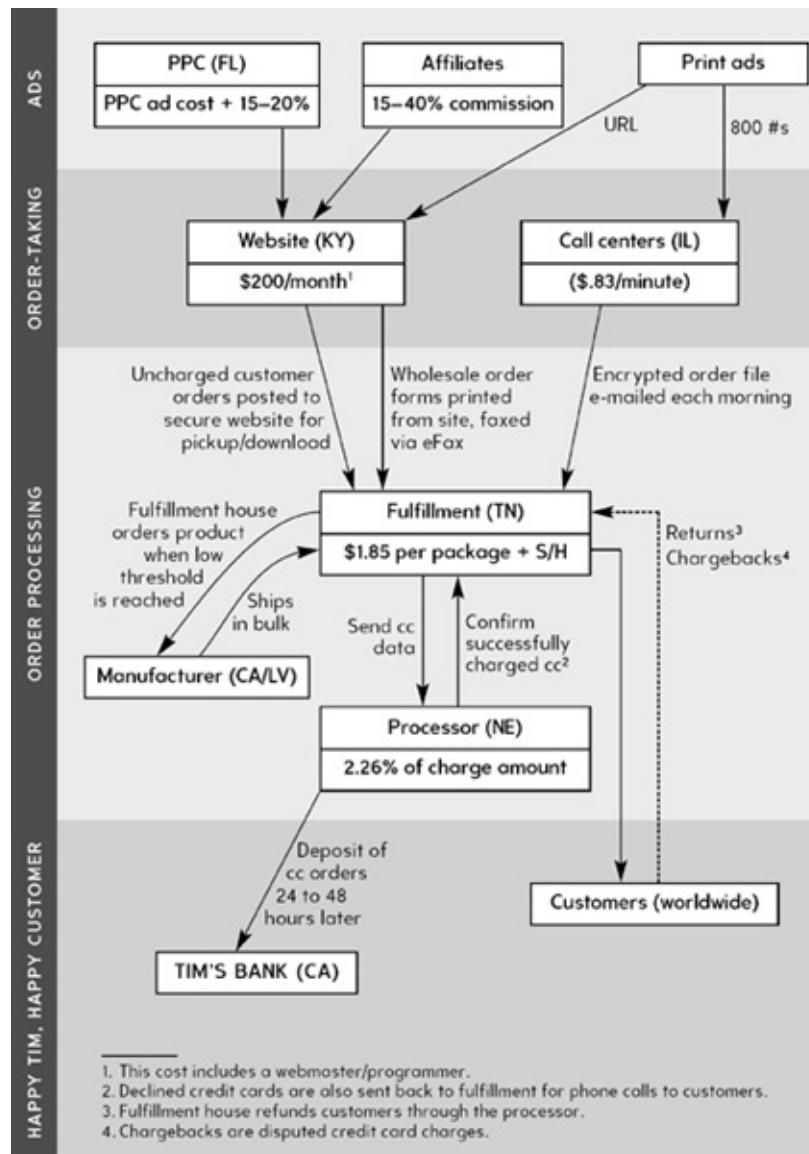 ADS
PPC (FL)
PPC ad cost + 15–20%
Affiliates
15–40% commission
Print ads
URL
800 #s
ORDER-TAKING
Website (KY)
$200/month¹
Call centers (IL)
($.83/minute)
ORDER PROCESSING
Uncharged customer
orders posted to
secure website for
pickup/download
Wholesale order
forms printed
from site, faxed
via eFax
Encrypted order file
e-mailed each morning
Fulfillment house
orders product
when low
threshold
is reached
Fulfillment (TN)
$1.85 per package + S/H
Returns³
Chargebacks⁴
Ships
in bulk
Send cc
data
Confirm
successfully
charged cc²
Manufacturer (CA/LV)
Processor (NE)
2.26% of charge amount
HAPPY TIM, HAPPY CUSTOMER
Deposit of
cc orders
24 to 48
hours later
Customers (worldwide)
TIM'S BANK (CA)
1. This cost includes a webmaster/programmer.
2. Declined credit cards are also sent back to fulfillment for phone calls to customers.
3. Fulfillment house refunds customers through the processor.
4. Chargebacks are disputed credit card charges.